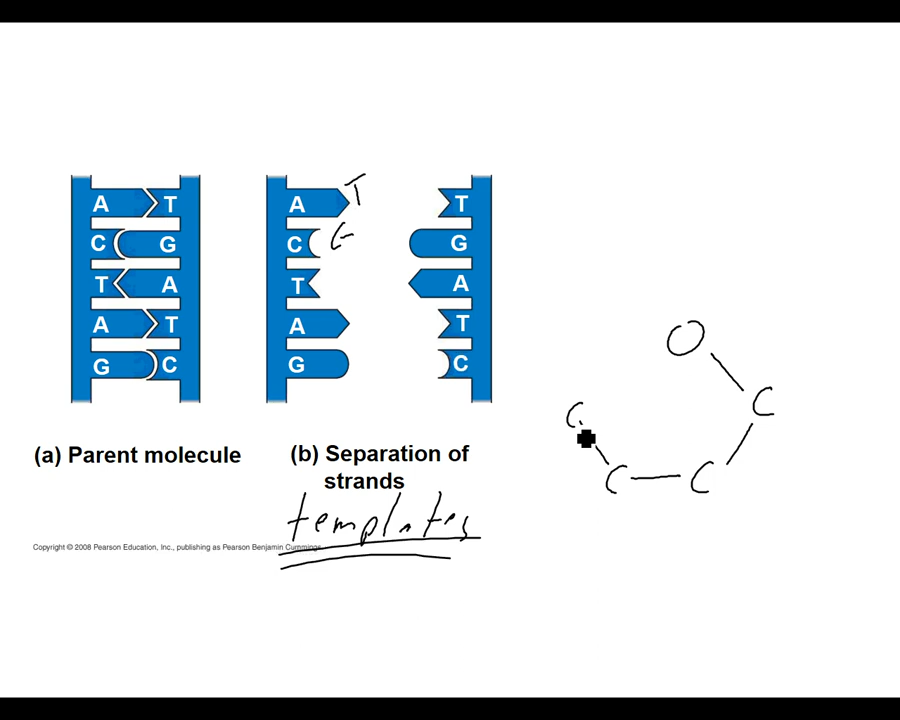 A T
C G
T A
A T
G C
A T T
C G G
T A
A T
G C
(a) Parent molecule
(b) Separation of
strands
templates
Copyright © 2008 Pearson Education, Inc., publishing as Pearson Benjamin Cummings.
O
C
C
C — C